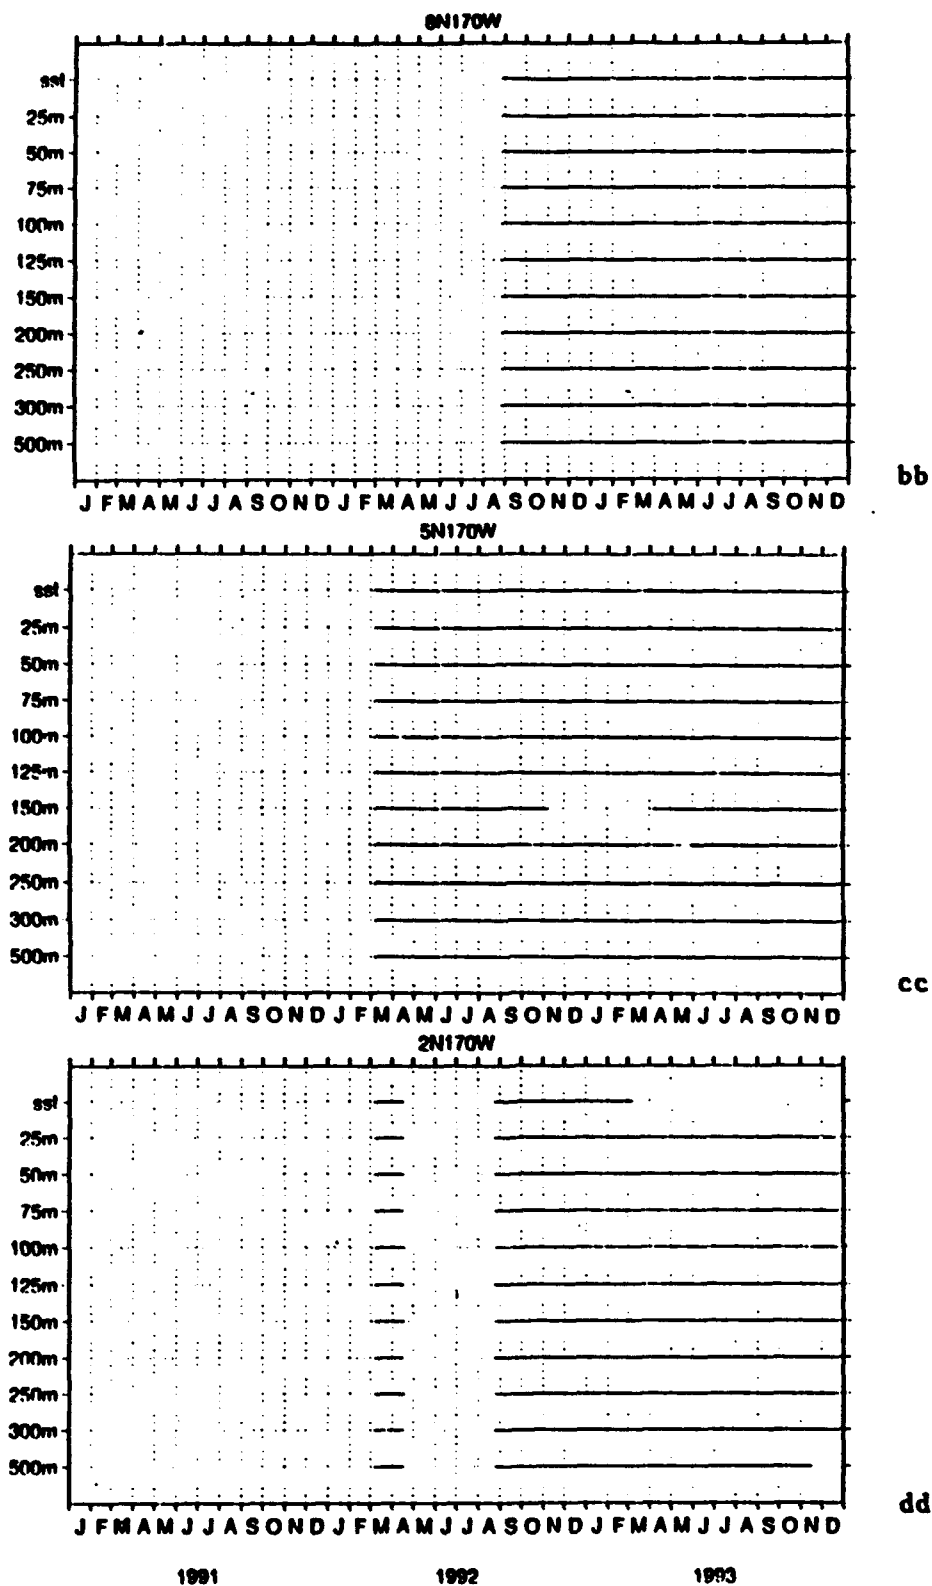 8N170W
sst
25m
50m
75m
100m
125m
150m
200m
250m
300m
500m
bb
J F M A M J J A S O N D J F M A M J J A S O N D J F M A M J J A S O N D
5N170W
sst
25m
50m
75m
100m
125m
150m
200m
250m
300m
500m
cc
J F M A M J J A S O N D J F M A M J J A S O N D J F M A M J J A S O N D
2N170W
sst
25m
50m
75m
100m
125m
150m
200m
250m
300m
500m
dd
J F M A M J J A S O N D J F M A M J J A S O N D J F M A M J J A S O N D
1991 1992 1993